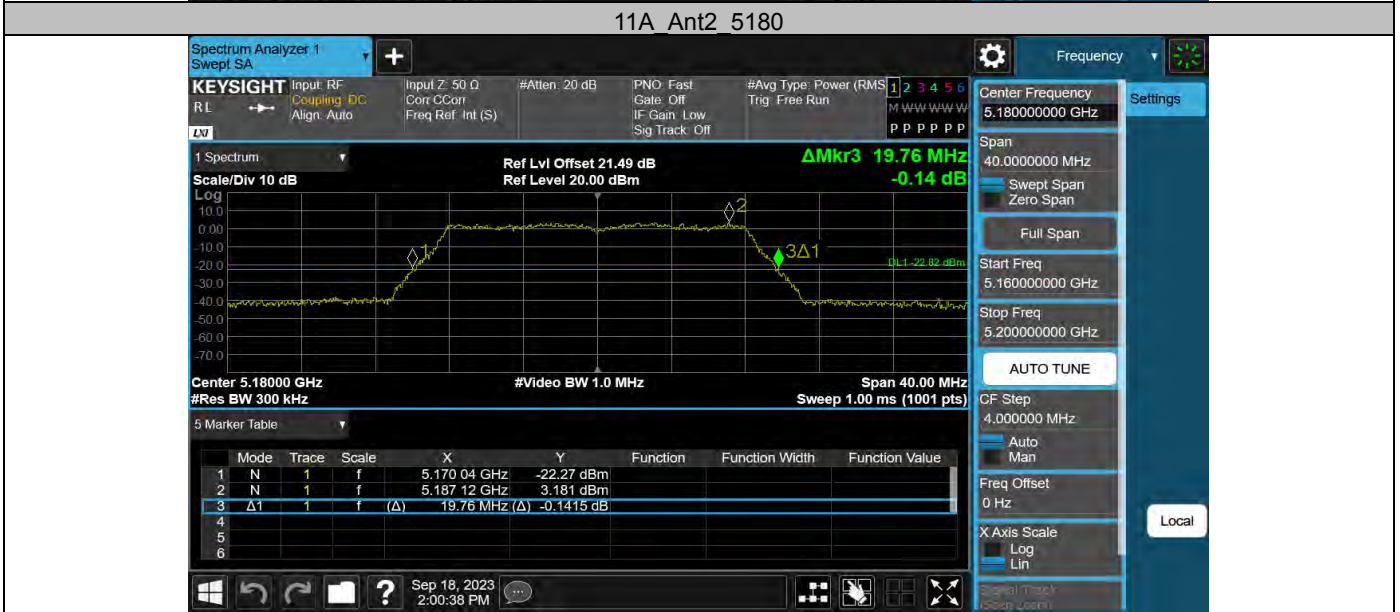 11A_Ant2_5180
Spectrum Analyzer 1
Swept SA
Frequency
KEYSIGHT
Input: RF
Coupling: DC
Align: Auto
Input Z: 50 Ω
Corr CCorr
Freq Ref: Int (S)
#Atten: 20 dB
PNO: Fast
Gate: Off
IF Gain: Low
Sig Track: Off
#Avg Type: Power (RMS
Trig: Free Run
1 2 3 4 5 6
M W W W W W
P P P P P P
R L
LXI
1 Spectrum
Ref Lvl Offset 21.49 dB
ΔMkr3 19.76 MHz
Scale/Div 10 dB
Ref Level 20.00 dBm
-0.14 dB
Log
10.0
0.00
-10.0
-20.0
-30.0
-40.0
-50.0
-60.0
-70.0
1
2
3Δ1
DL1 -22.82 dBm
Center 5.18000 GHz
#Video BW 1.0 MHz
Span 40.00 MHz
#Res BW 300 kHz
Sweep 1.00 ms (1001 pts)
5 Marker Table
Mode Trace Scale X Y Function Function Width Function Value
1 N 1 f 5.170 04 GHz -22.27 dBm
2 N 1 f 5.187 12 GHz 3.181 dBm
3 Δ1 1 f (Δ) 19.76 MHz (Δ) -0.1415 dB
4
5
6
Sep 18, 2023
2:00:38 PM
Center Frequency
5.180000000 GHz
Settings
Span
40.0000000 MHz
Swept Span
Zero Span
Full Span
Start Freq
5.160000000 GHz
Stop Freq
5.200000000 GHz
AUTO TUNE
CF Step
4.000000 MHz
Auto
Man
Freq Offset
0 Hz
Local
X Axis Scale
Log
Lin
Signal Track
(Span Zoom)